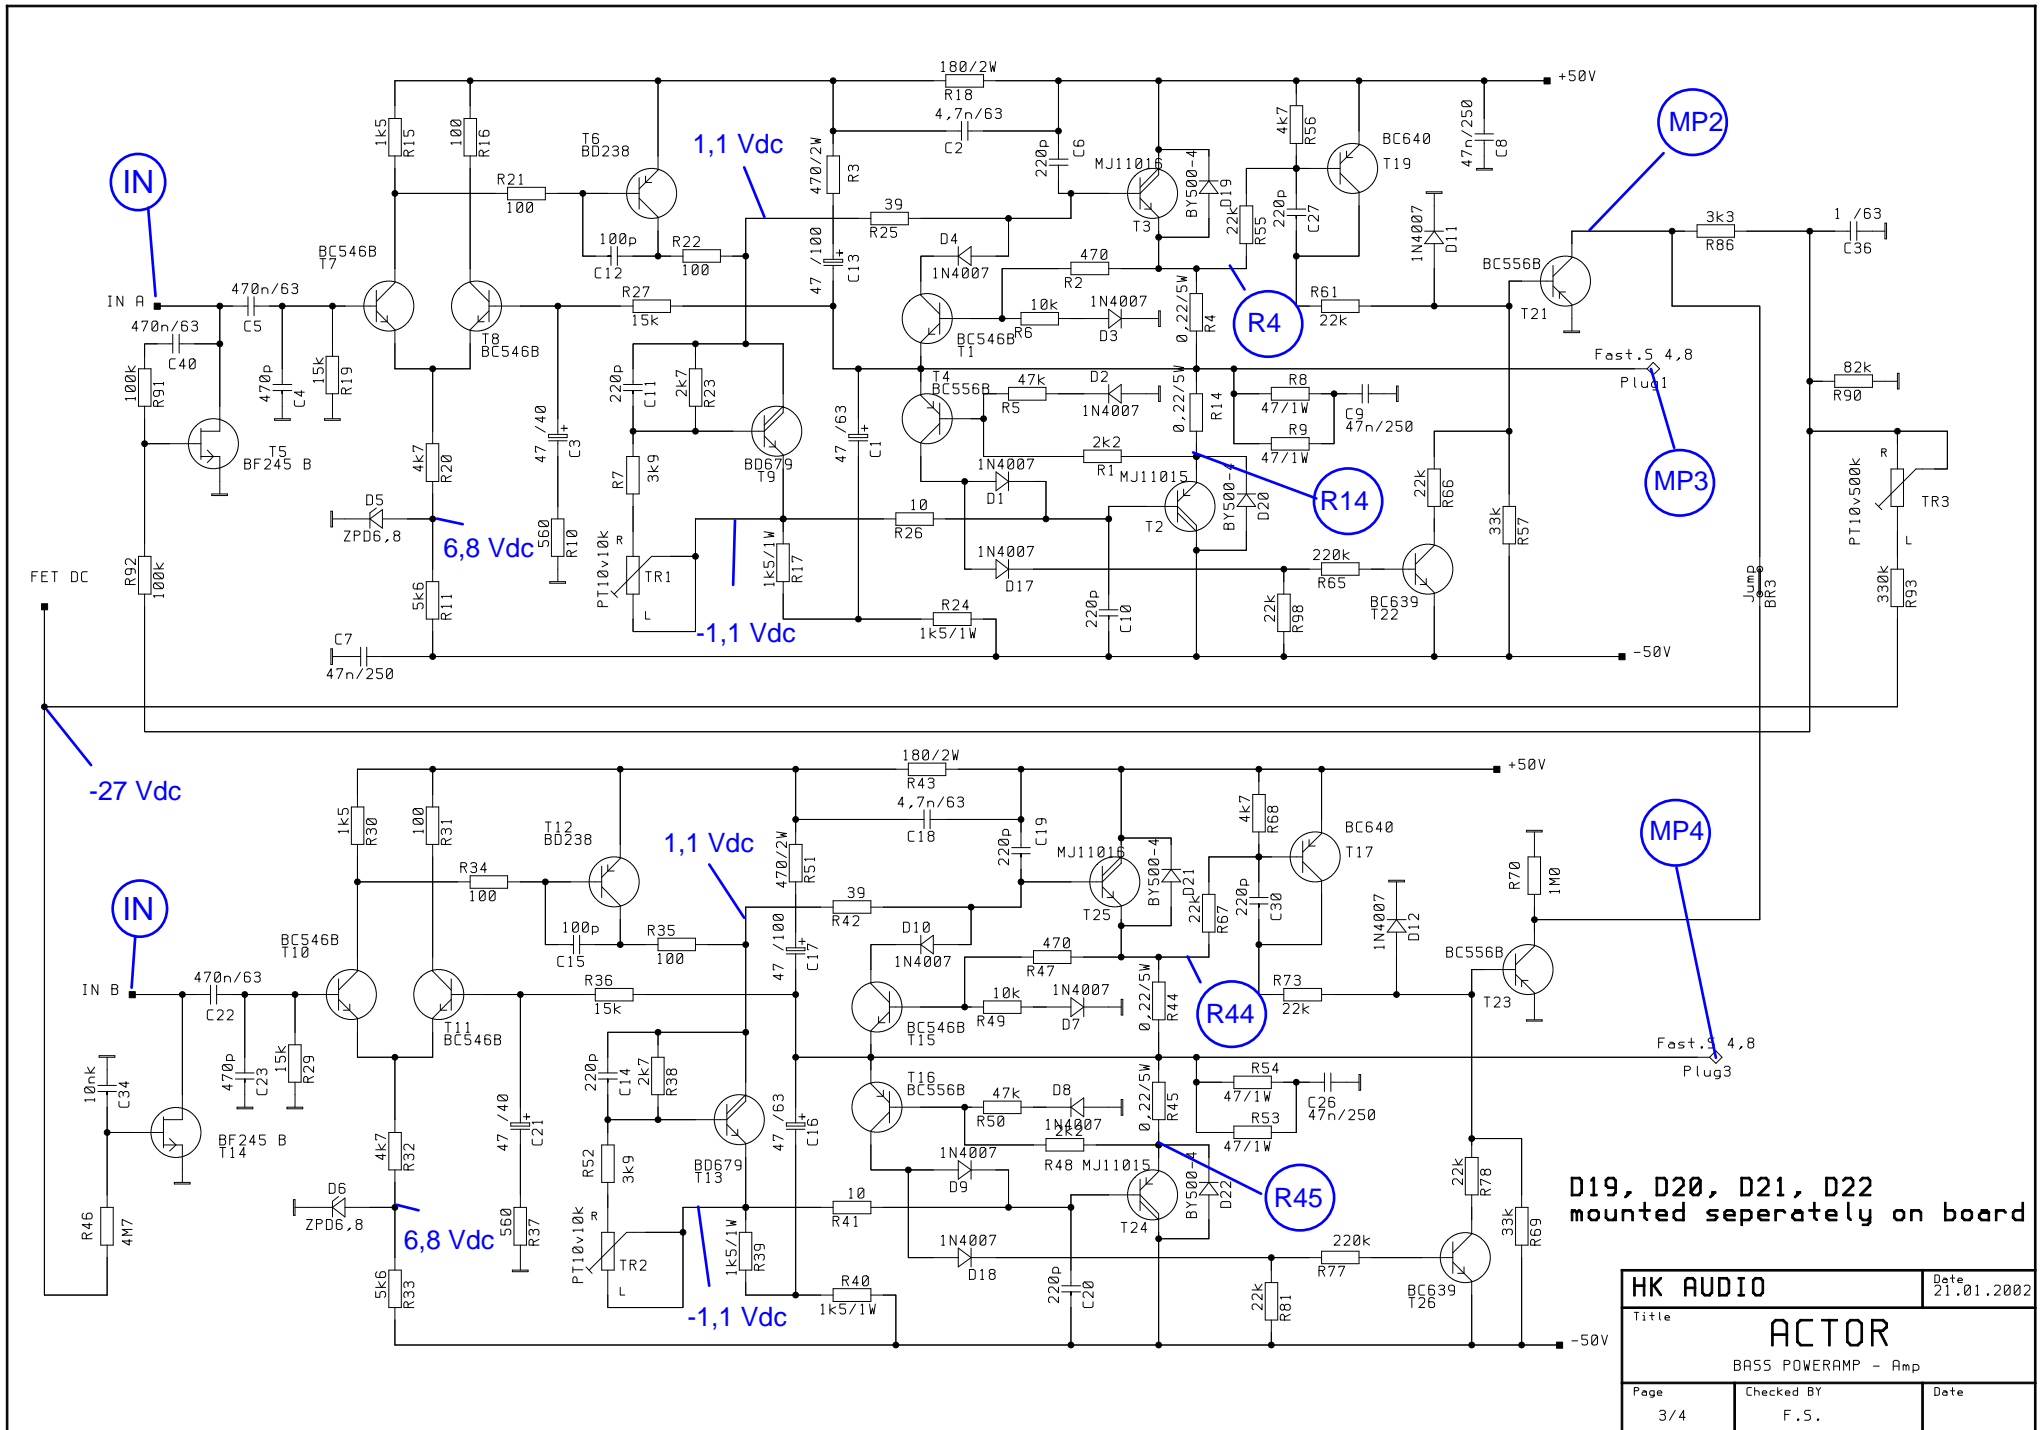 180/2W
R18
+50V
4,7n/63
C2
1k5
R15
100
R16
T6
BD238
1,1 Vdc
470/2W
R3
220p
C6
MJ11016
T3
BY500-4
D19
4k7
R56
BC640
T19
47n/250
C8
MP2
IN
R21
100
39
R25
22k
R55
220p
C27
1N4007
D11
3k3
R86
1 /63
C36
100p
C12
R22
100
D4
1N4007
47 /100
C13
470
R2
BC546B
T7
BC556B
T21
IN A
470n/63
C5
470n/63
C40
T8
BC546B
R27
15k
10k
R6
1N4007
D3
BC546B
T1
0,22/5W
R4
R4
R61
22k
Fast.S 4,8
Plug1
100k
R91
470p
C4
15k
R19
220p
C11
2k7
R23
T4
BC556B
47k
R5
D2
1N4007
0,22/5W
R14
R8
47/1W
R9
47/1W
C9
47n/250
82k
R90
T5
BF245 B
4k7
R20
47 /40
C3
R7
3k9
BD679
T9
47 /63
C1
2k2
R1
1N4007
D1
MJ11015
T2
BY500-4
D20
R14
22k
R66
33k
R57
MP3
R
PT10v500k
TR3
L
D5
ZPD6,8
6,8 Vdc
560
R10
R
PT10v10k
TR1
L
1k5/1W
R17
10
R26
1N4007
D17
220k
R65
BC639
T22
Jump
BR3
330k
R93
R92
100k
FET DC
5k6
R11
-1,1 Vdc
R24
1k5/1W
220p
C10
22k
R98
C7
47n/250
-50V
-27 Vdc
180/2W
R43
+50V
4,7n/63
C18
1k5
R30
100
R31
T12
BD238
1,1 Vdc
470/2W
R51
220p
C19
MJ11016
T25
BY500-4
D21
4k7
R68
BC640
T17
MP4
R34
100
39
R42
22k
R67
220p
C30
1N4007
D12
R70
1M0
IN
100p
C15
R35
100
D10
1N4007
47 /100
C17
470
R47
BC546B
T10
BC556B
T23
IN B
470n/63
C22
T11
BC546B
R36
15k
10k
R49
1N4007
D7
BC546B
T15
0,22/5W
R44
R44
R73
22k
Fast.S 4,8
Plug3
10nk
C34
470p
C23
15k
R29
220p
C14
2k7
R38
T16
BC556B
47k
R50
D8
1N4007
0,22/5W
R45
R54
47/1W
R53
47/1W
C26
47n/250
BF245 B
T14
4k7
R32
47 /40
C21
R52
3k9
BD679
T13
47 /63
C16
2k2
R48
1N4007
D9
MJ11015
T24
BY500-4
D22
R45
22k
R78
33k
R69
D19, D20, D21, D22
mounted seperately on board
R46
4M7
D6
ZPD6,8
6,8 Vdc
560
R37
R
PT10v10k
TR2
L
1k5/1W
R39
10
R41
1N4007
D18
220k
R77
BC639
T26
5k6
R33
-1,1 Vdc
R40
1k5/1W
220p
C20
22k
R81
-50V
HK AUDIO
Date
21.01.2002
Title
ACTOR
BASS POWERAMP - Amp
Page
3/4
Checked BY
F.S.
Date